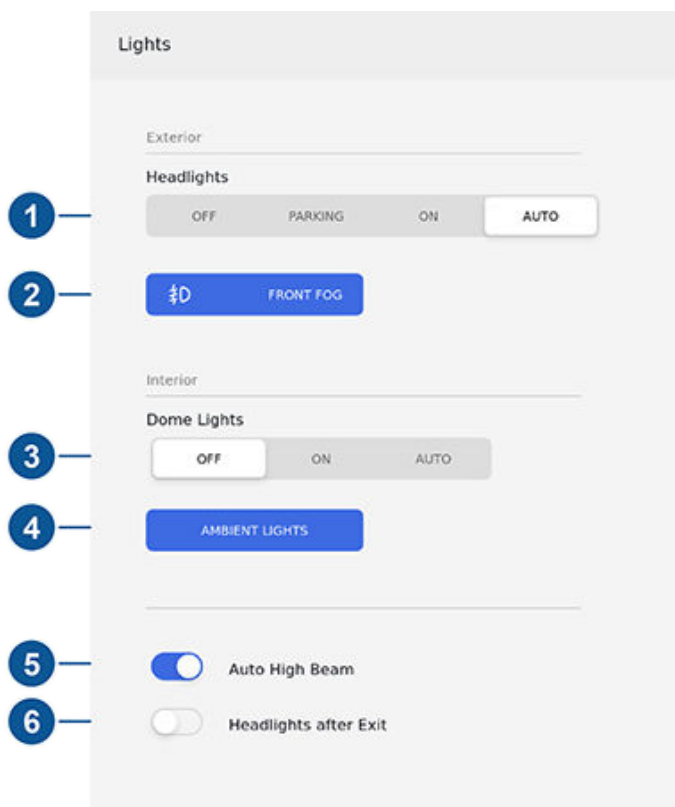 Lights
Exterior
Headlights
1 OFF PARKING ON AUTO
2 FRONT FOG
Interior
Dome Lights
3 OFF ON AUTO
4 AMBIENT LIGHTS
5 Auto High Beam
6 Headlights after Exit